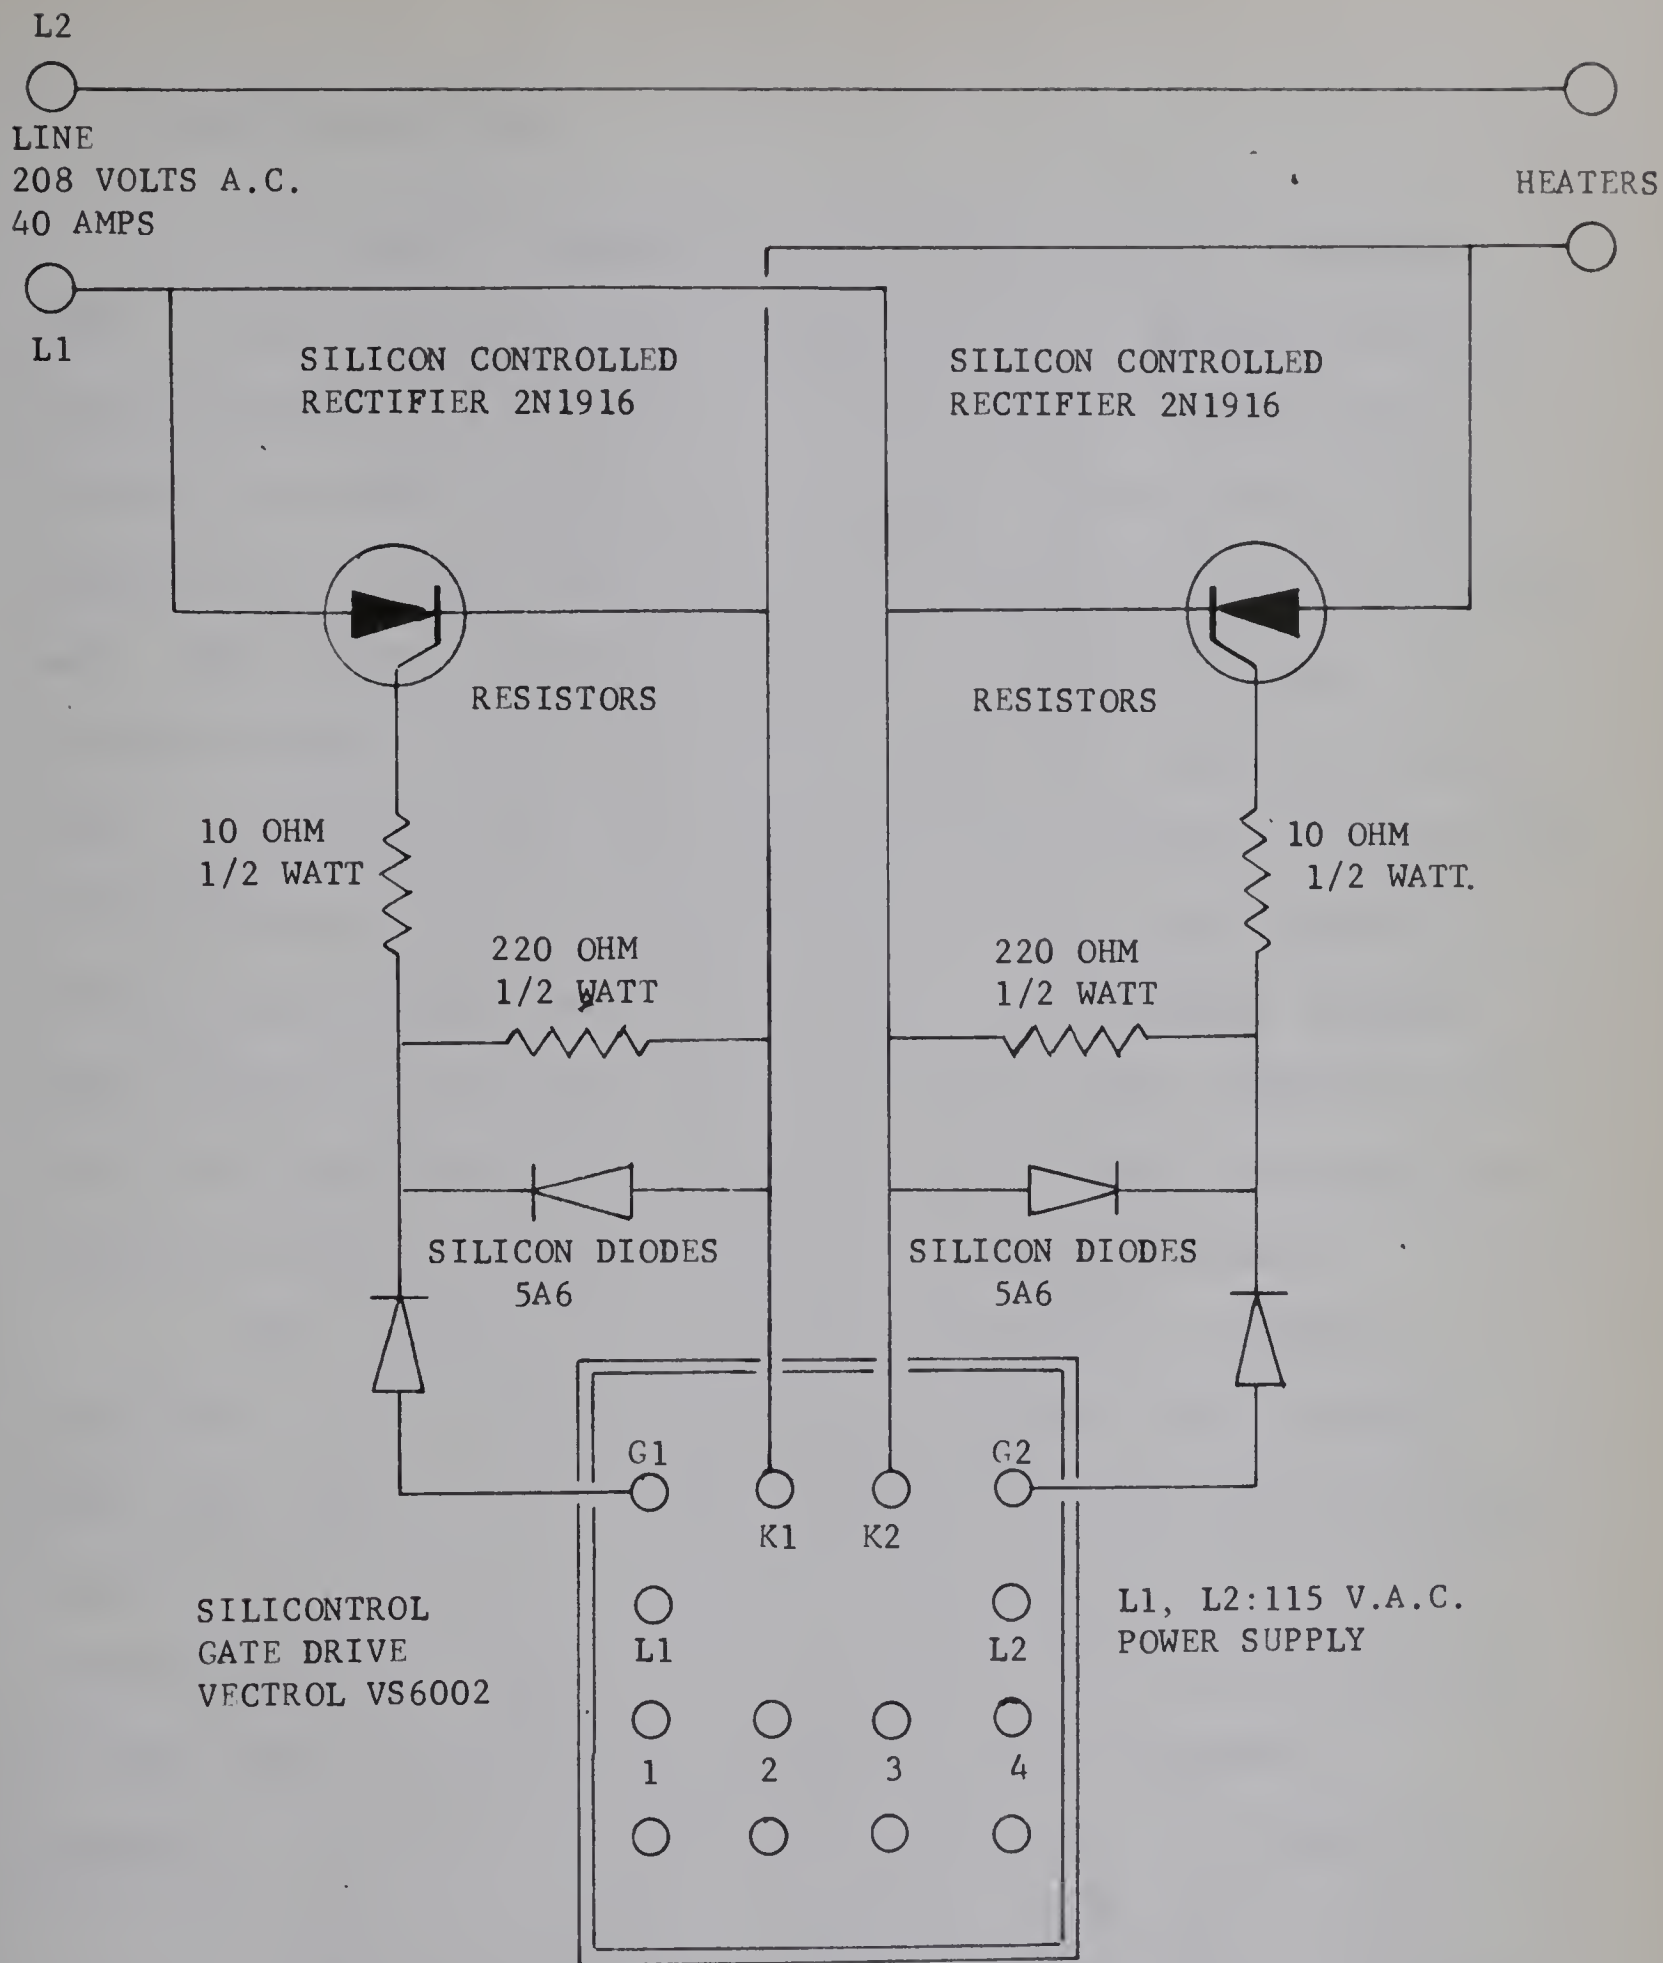 L2
LINE
208 VOLTS A.C.
40 AMPS
HEATERS
L1
SILICON CONTROLLED
RECTIFIER 2N1916
SILICON CONTROLLED
RECTIFIER 2N1916
RESISTORS
RESISTORS
10 OHM
1/2 WATT
10 OHM
1/2 WATT.
220 OHM
1/2 WATT
220 OHM
1/2 WATT
SILICON DIODES
5A6
SILICON DIODES
5A6
G1
G2
K1
K2
SILICONTROL
GATE DRIVE
VECTROL VS6002
L1
L2
L1, L2:115 V.A.C.
POWER SUPPLY
1
2
3
4